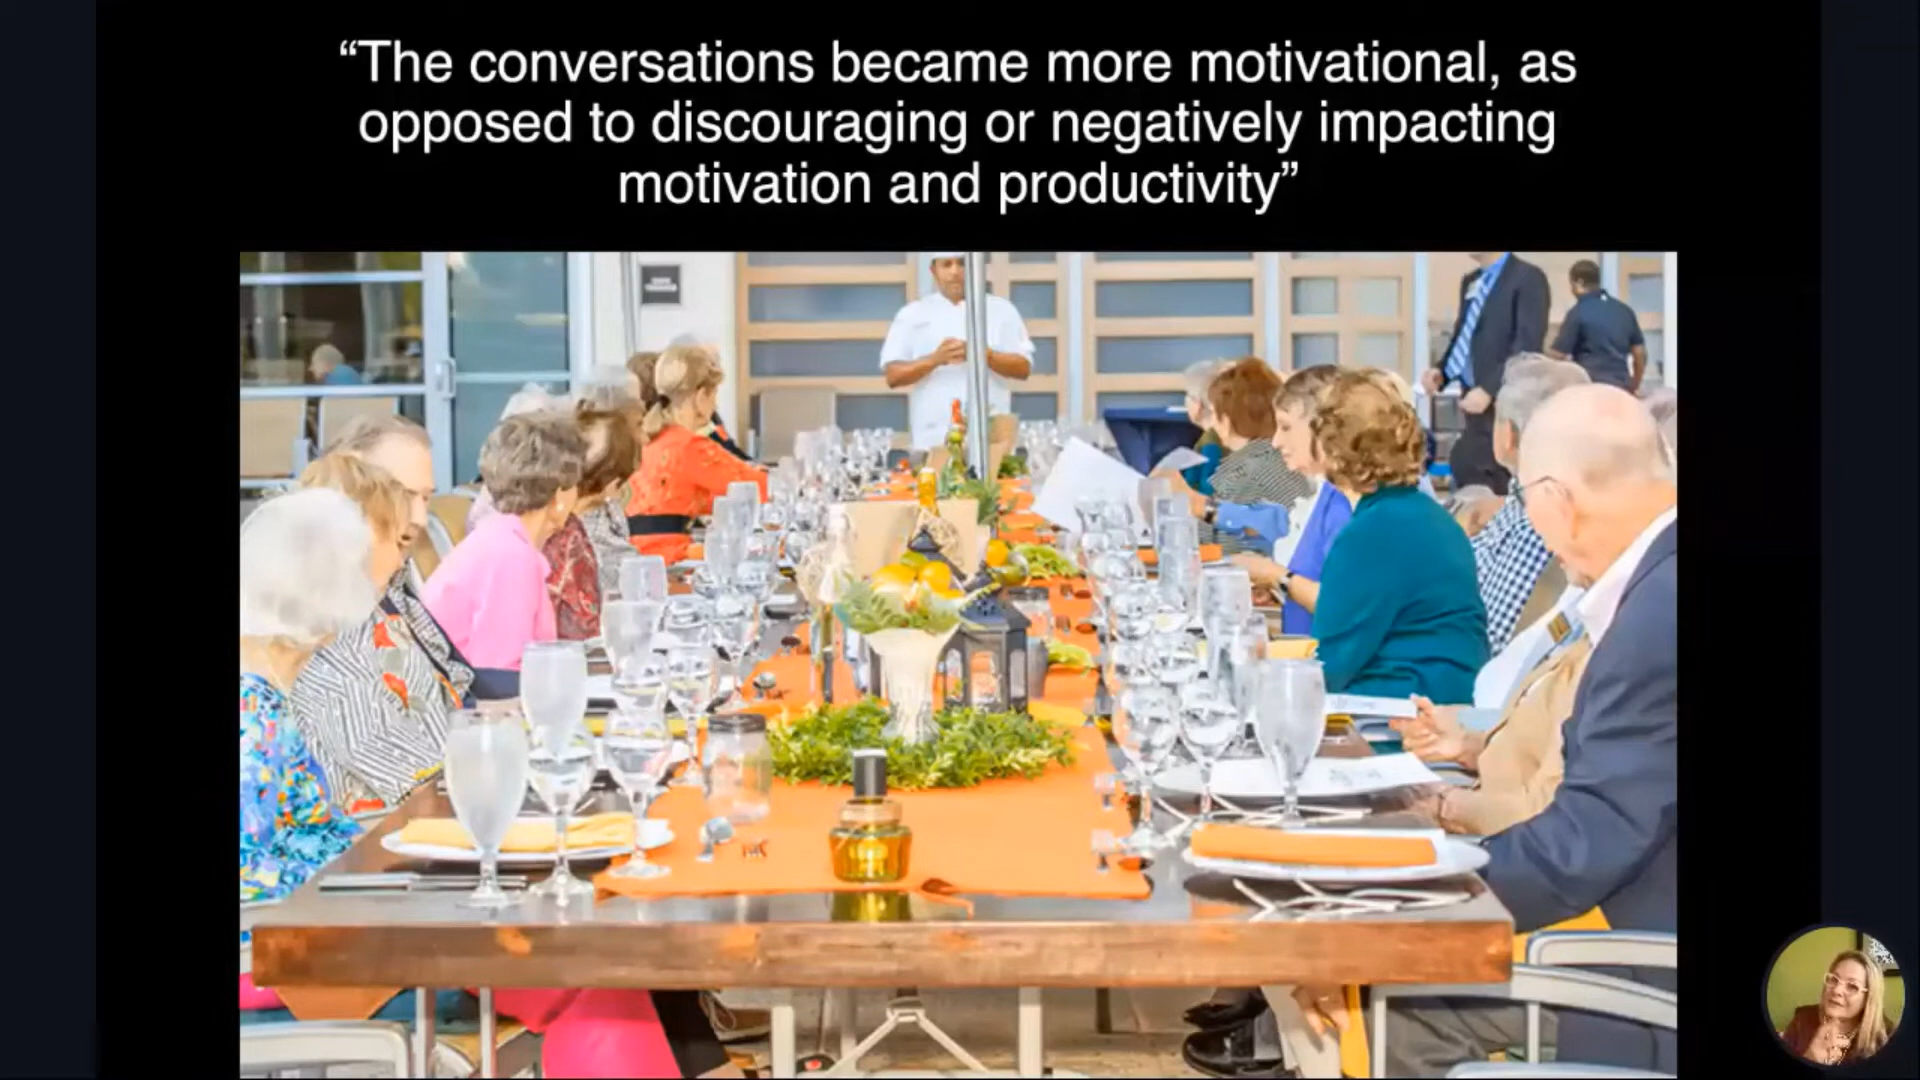 “The conversations became more motivational, as
opposed to discouraging or negatively impacting
motivation and productivity”